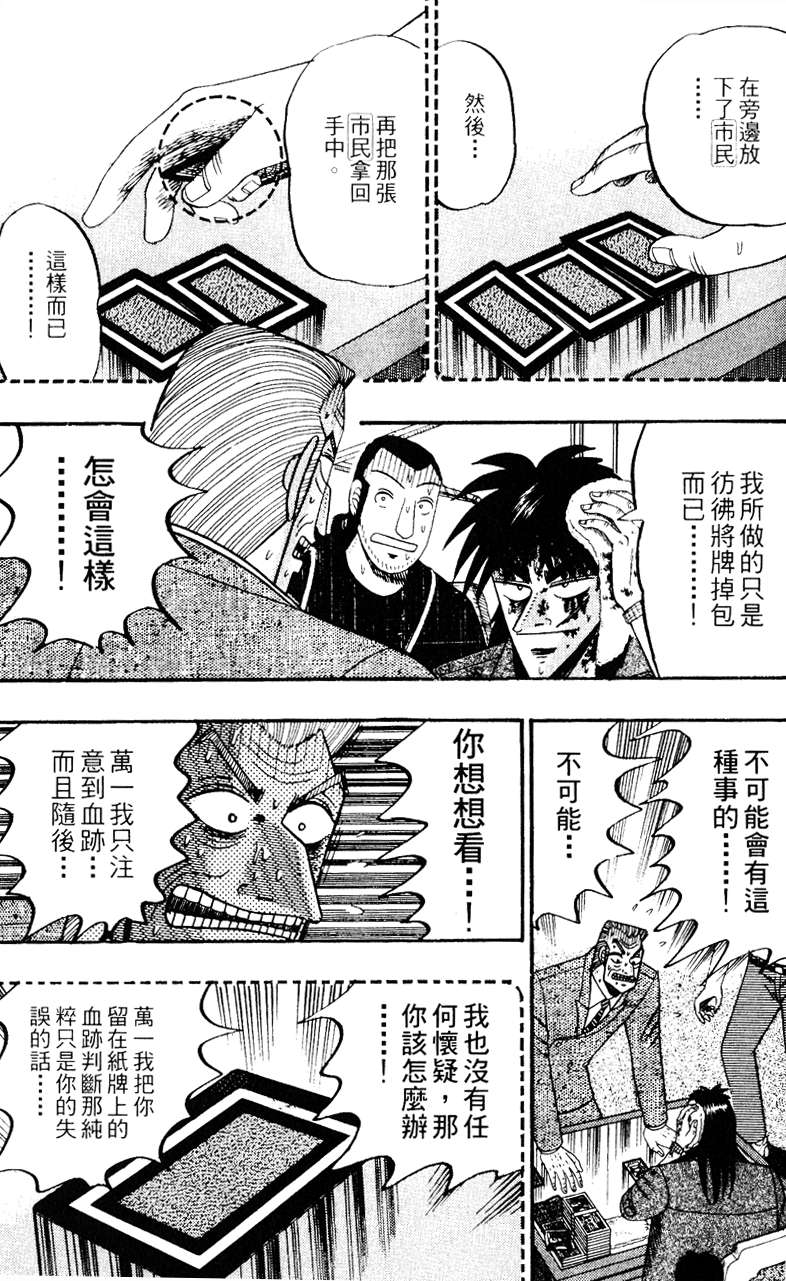 在旁邊放
下了市民
……
然後…
再把那張
市民拿回
手中。
這樣而已
………！
我所做的只是
彷彿將牌掉包
而已………！
怎會這樣
……！
不可能會有這
種事的……！
不可能…
你想想看…！
萬一我只注
意到血跡…
而且隨後…
我也沒有任
何懷疑，那
你該怎麼辦
……！
萬一我把你
留在紙牌上的
血跡判斷那純
粹只是你的失
誤的話……